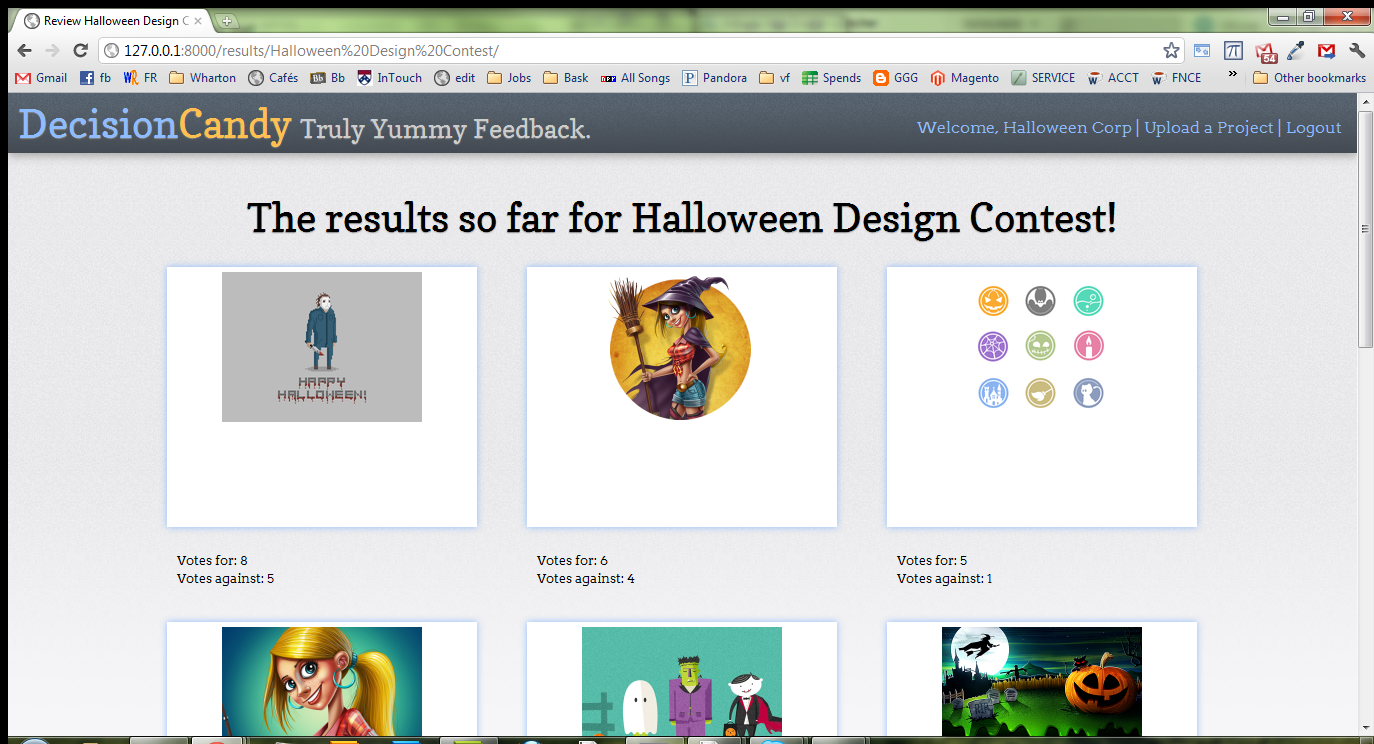 Review Halloween Design C
127.0.0.1:8000/results/Halloween%20Design%20Contest/
54
Gmail fb FR Wharton Cafés Bb Bb InTouch edit Jobs Bask npr All Songs P Pandora vf Spends GGG Magento SERVICE ACCT FNCE » Other bookmarks
DecisionCandy Truly Yummy Feedback.
Welcome, Halloween Corp | Upload a Project | Logout
The results so far for Halloween Design Contest!
HAPPY
HALLOWEEN!
Votes for: 8
Votes against: 5
Votes for: 6
Votes against: 4
Votes for: 5
Votes against: 1